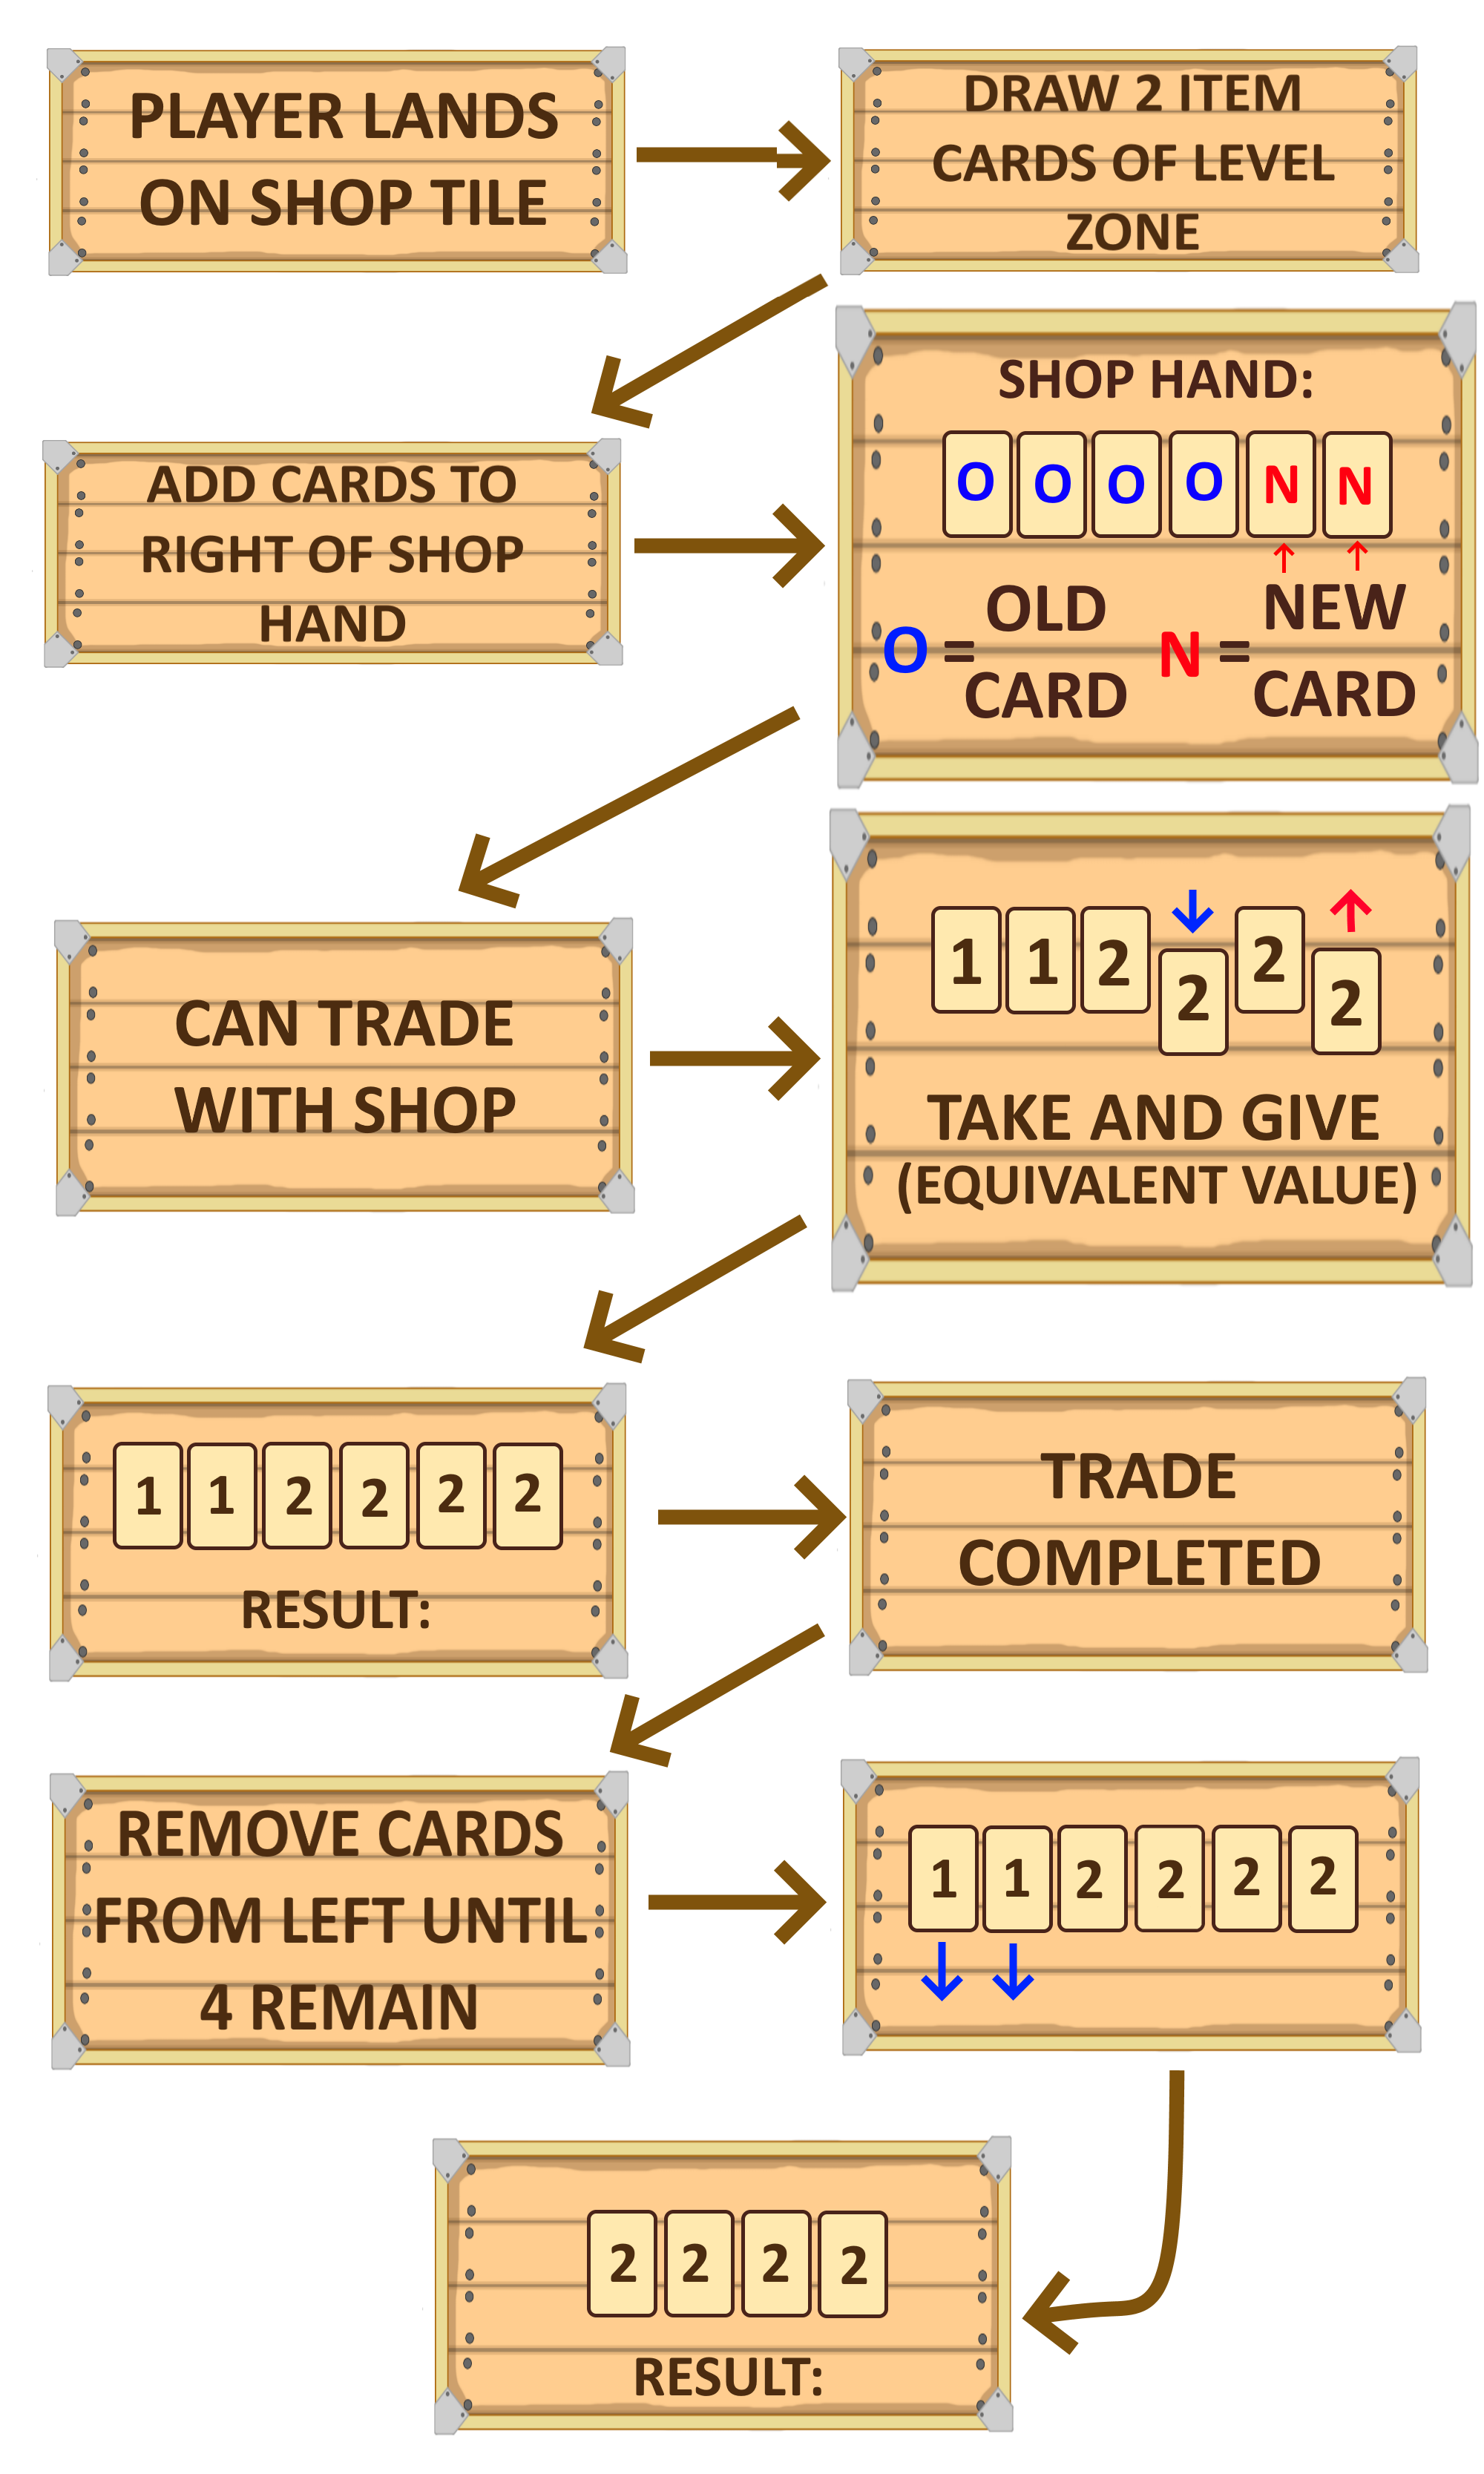 PLAYER LANDS
ON SHOP TILE
DRAW 2 ITEM
CARDS OF LEVEL
ZONE
ADD CARDS TO
RIGHT OF SHOP
HAND
SHOP HAND:
O O O O N N
O = OLD CARD
N = NEW CARD
CAN TRADE
WITH SHOP
1 1 2 2 2 2
TAKE AND GIVE
(EQUIVALENT VALUE)
1 1 2 2 2 2
RESULT:
TRADE
COMPLETED
REMOVE CARDS
FROM LEFT UNTIL
4 REMAIN
1 1 2 2 2 2
2 2 2 2
RESULT: